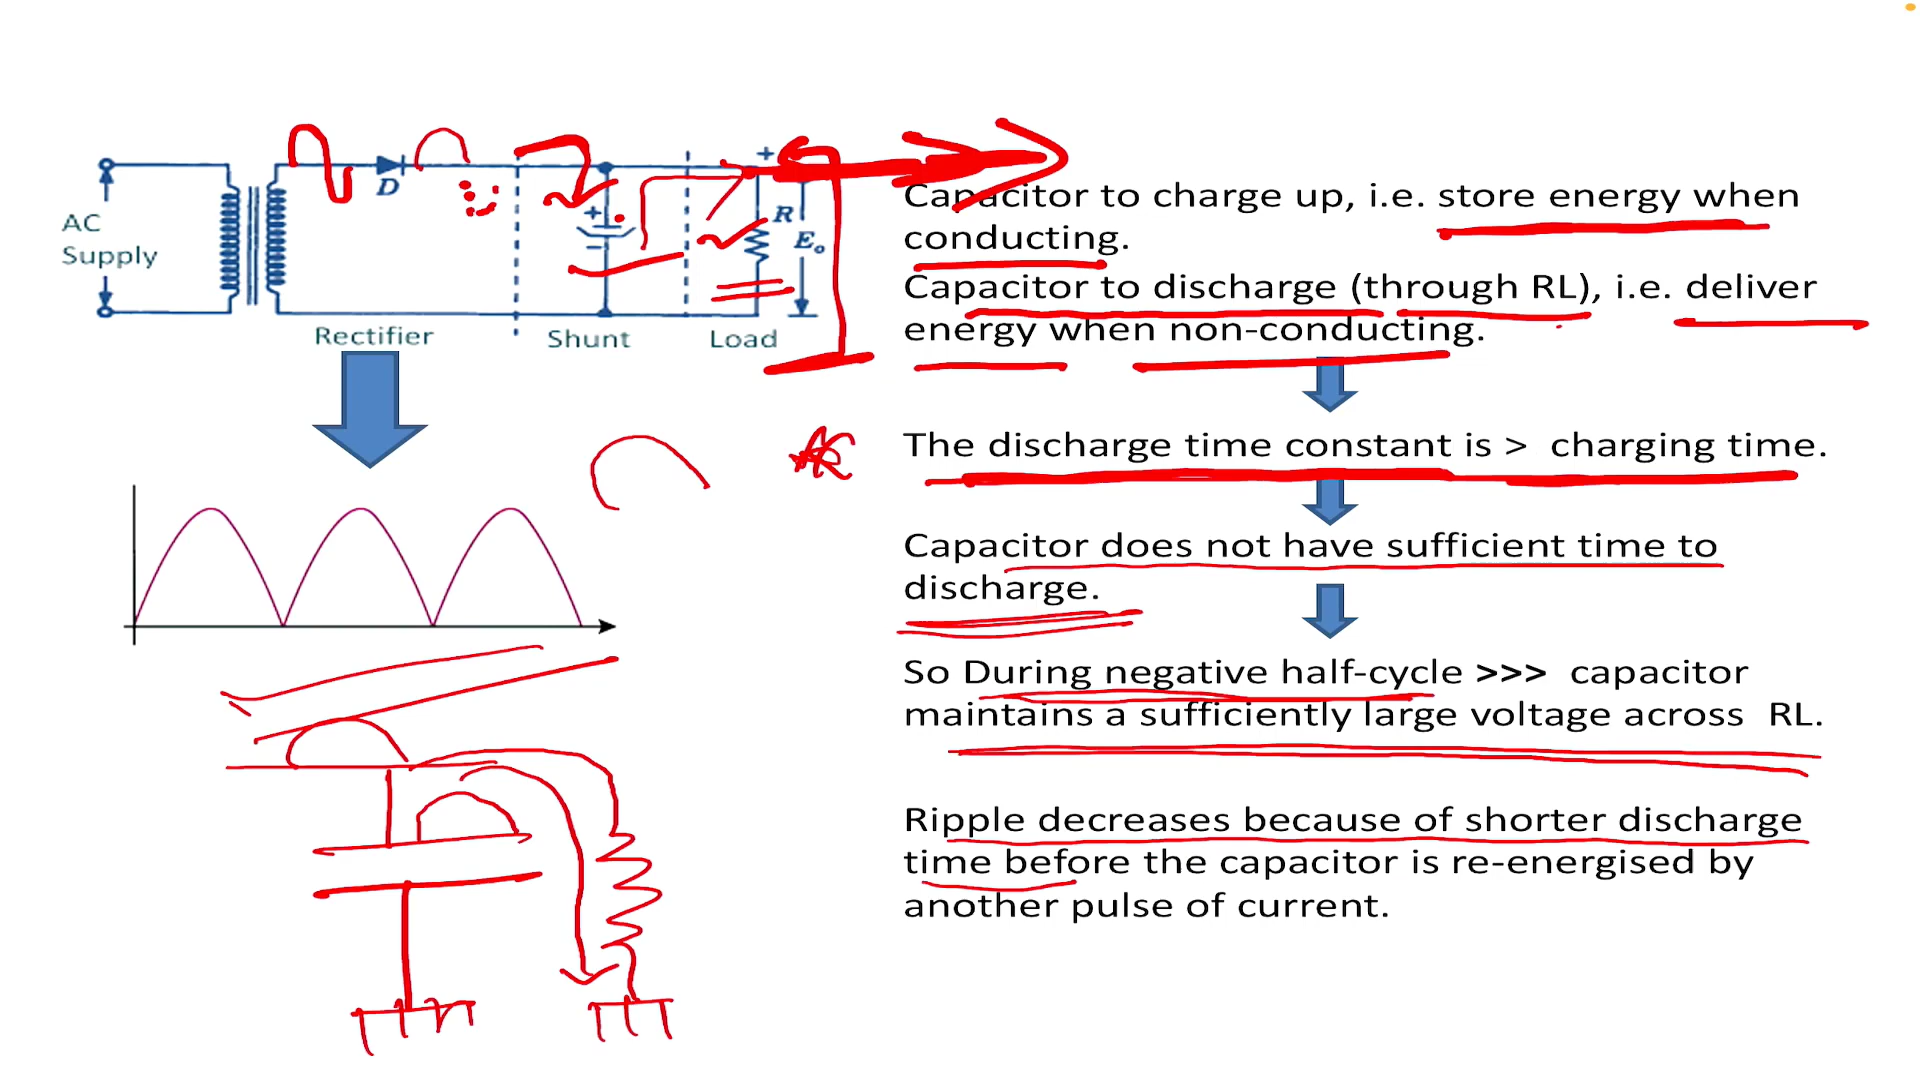 AC
Supply
D
+
+
−
R
Eo
Rectifier
Shunt
Load
Capacitor to charge up, i.e. store energy when
conducting.
Capacitor to discharge (through RL), i.e. deliver
energy when non-conducting.
The discharge time constant is > charging time.
Capacitor does not have sufficient time to
discharge.
So During negative half-cycle >>> capacitor
maintains a sufficiently large voltage across RL.
Ripple decreases because of shorter discharge
time before the capacitor is re-energised by
another pulse of current.